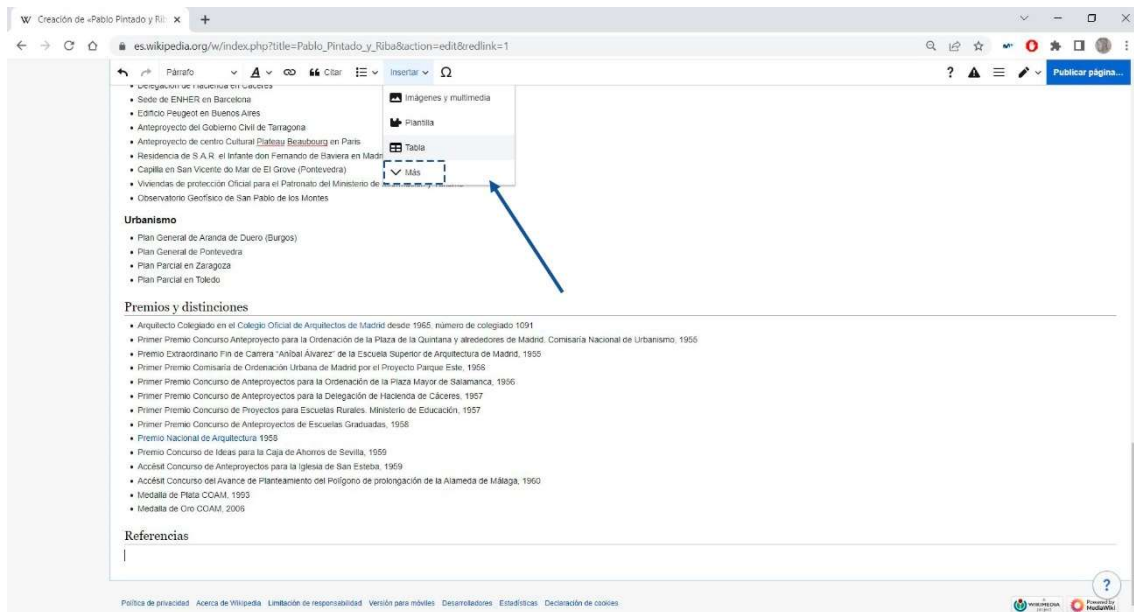 Creación de «Pablo Pintado y Rib
es.wikipedia.org/w/index.php?title=Pablo_Pintado_y_Riba&action=edit&redlink=1
Párrafo A Citar Insertar Ω ? Publicar página...
Imágenes y multimedia
Plantilla
Tabla
Más
Delegación de Hacienda en Cáceres
Sede de ENHER en Barcelona
Edificio Peugeot en Buenos Aires
Anteproyecto del Gobierno Civil de Tarragona
Anteproyecto de centro Cultural Plateau Beaubourg en Paris
Residencia de S.A.R. el Infante don Fernando de Baviera en Madri
Capilla en San Vicente do Mar de El Grove (Pontevedra)
Viviendas de protección Oficial para el Patronato del Ministerio de
Observatorio Geofísico de San Pablo de los Montes
Urbanismo
Plan General de Aranda de Duero (Burgos)
Plan General de Pontevedra
Plan Parcial en Zaragoza
Plan Parcial en Toledo
Premios y distinciones
Arquitecto Colegiado en el Colegio Oficial de Arquitectos de Madrid desde 1965, número de colegiado 1091
Primer Premio Concurso Anteproyecto para la Ordenación de la Plaza de la Quintana y alrededores de Madrid. Comisaría Nacional de Urbanismo, 1955
Premio Extraordinario Fin de Carrera "Aníbal Álvarez" de la Escuela Superior de Arquitectura de Madrid, 1955
Primer Premio Comisaría de Ordenación Urbana de Madrid por el Proyecto Parque Este, 1956
Primer Premio Concurso de Anteproyectos para la Ordenación de la Plaza Mayor de Salamanca, 1956
Primer Premio Concurso de Anteproyectos para la Delegación de Hacienda de Cáceres, 1957
Primer Premio Concurso de Proyectos para Escuelas Rurales. Ministerio de Educación, 1957
Primer Premio Concurso de Anteproyectos de Escuelas Graduadas, 1958
Premio Nacional de Arquitectura 1958
Premio Concurso de Ideas para la Caja de Ahorros de Sevilla, 1959
Accésit Concurso de Anteproyectos para la Iglesia de San Esteba, 1959
Accésit Concurso del Avance de Planteamiento del Polígono de prolongación de la Alameda de Málaga, 1960
Medalla de Plata COAM, 1993
Medalla de Oro COAM, 2006
Referencias
?
Política de privacidad Acerca de Wikipedia Limitación de responsabilidad Versión para móviles Desarrolladores Estadísticas Declaración de cookies
WIKIMEDIA project Powered by MediaWiki